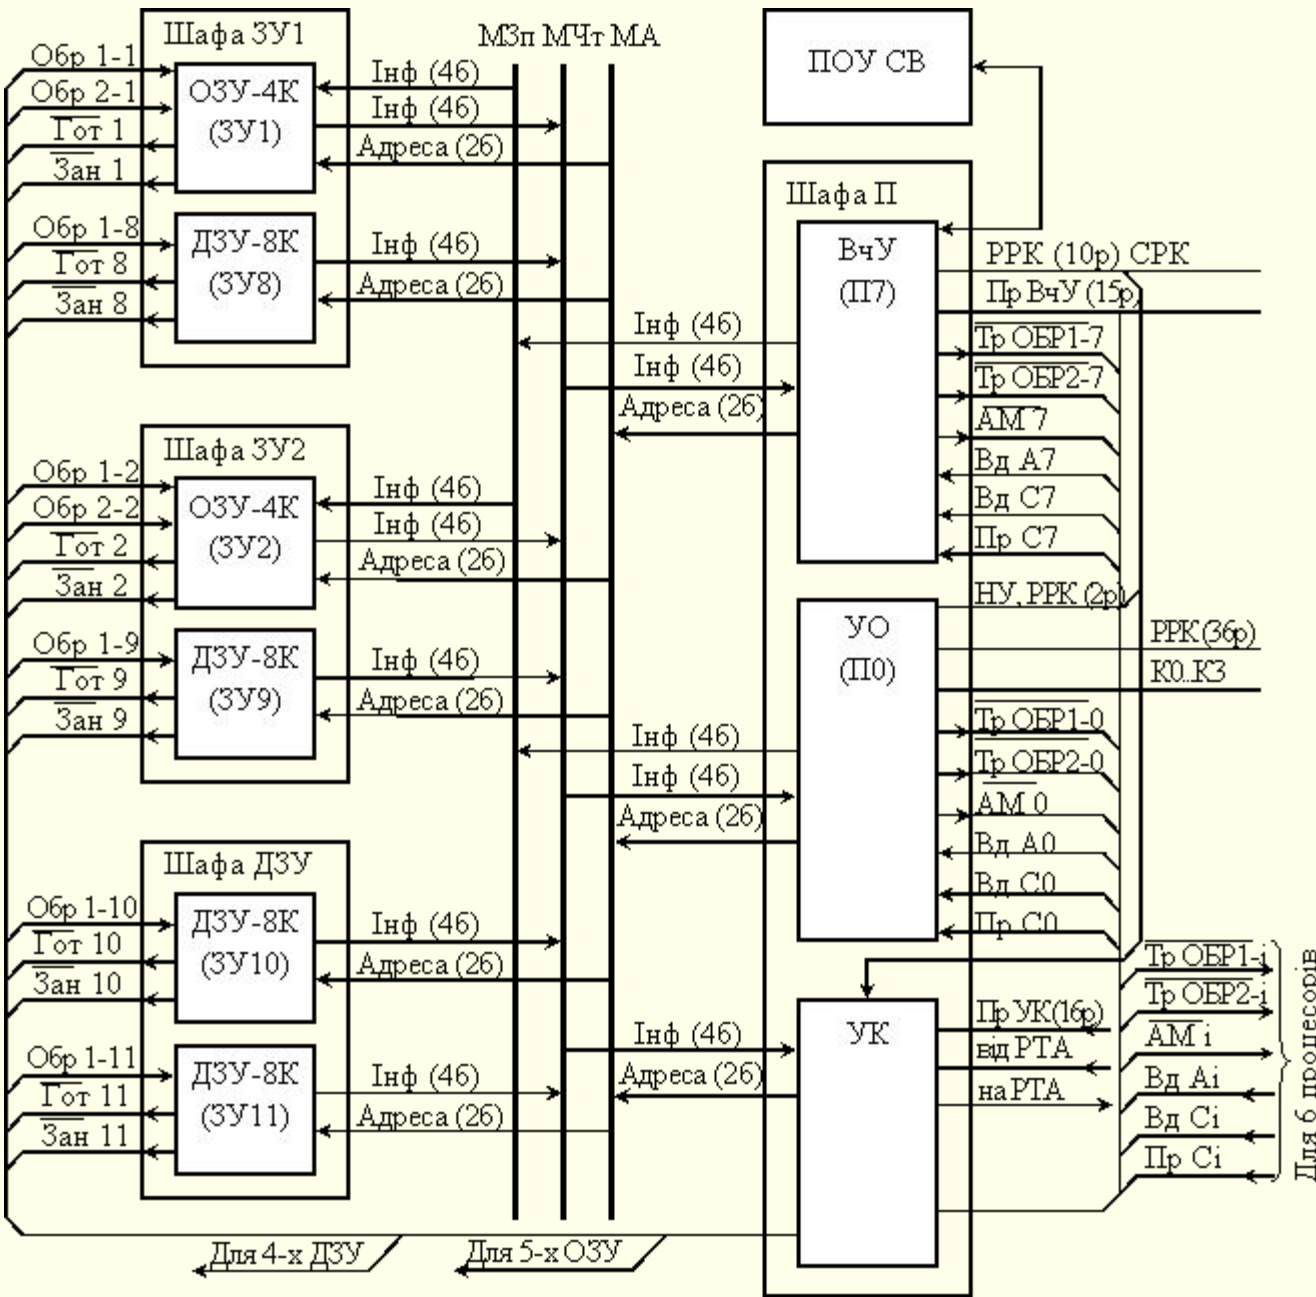 Шафа ЗУ1
МЗп МЧт МА
ПОУ СВ
Обр 1-1
Обр 2-1
Гот 1
Зан 1
ОЗУ-4К
(ЗУ1)
Інф (46)
Інф (46)
Адреса (26)
Обр 1-8
Гот 8
Зан 8
ДЗУ-8К
(ЗУ8)
Інф (46)
Адреса (26)
Шафа П
ВчУ
(П7)
Інф (46)
Інф (46)
Адреса (26)
РРК (10р) СРК
Пр ВчУ (15р)
Тр ОБР1-7
Тр ОБР2-7
АМ 7
Вд А7
Вд С7
Пр С7
Шафа ЗУ2
Обр 1-2
Обр 2-2
Гот 2
Зан 2
ОЗУ-4К
(ЗУ2)
Інф (46)
Інф (46)
Адреса (26)
Обр 1-9
Гот 9
Зан 9
ДЗУ-8К
(ЗУ9)
Інф (46)
Адреса (26)
УО
(П0)
Інф (46)
Інф (46)
Адреса (26)
НУ, РРК (2р)
РРК (36р)
К0..К3
Тр ОБР1-0
Тр ОБР2-0
АМ 0
Вд А0
Вд С0
Пр С0
Шафа ДЗУ
Обр 1-10
Гот 10
Зан 10
ДЗУ-8К
(ЗУ10)
Інф (46)
Адреса (26)
Обр 1-11
Гот 11
Зан 11
ДЗУ-8К
(ЗУ11)
Інф (46)
Адреса (26)
УК
Інф (46)
Адреса (26)
Пр УК(16р)
від РТА
на РТА
Тр ОБР1-і
Тр ОБР2-і
АМ і
Вд Аі
Вд Сі
Пр Сі
Для 6 процесорів
Для 4-х ДЗУ
Для 5-х ОЗУ